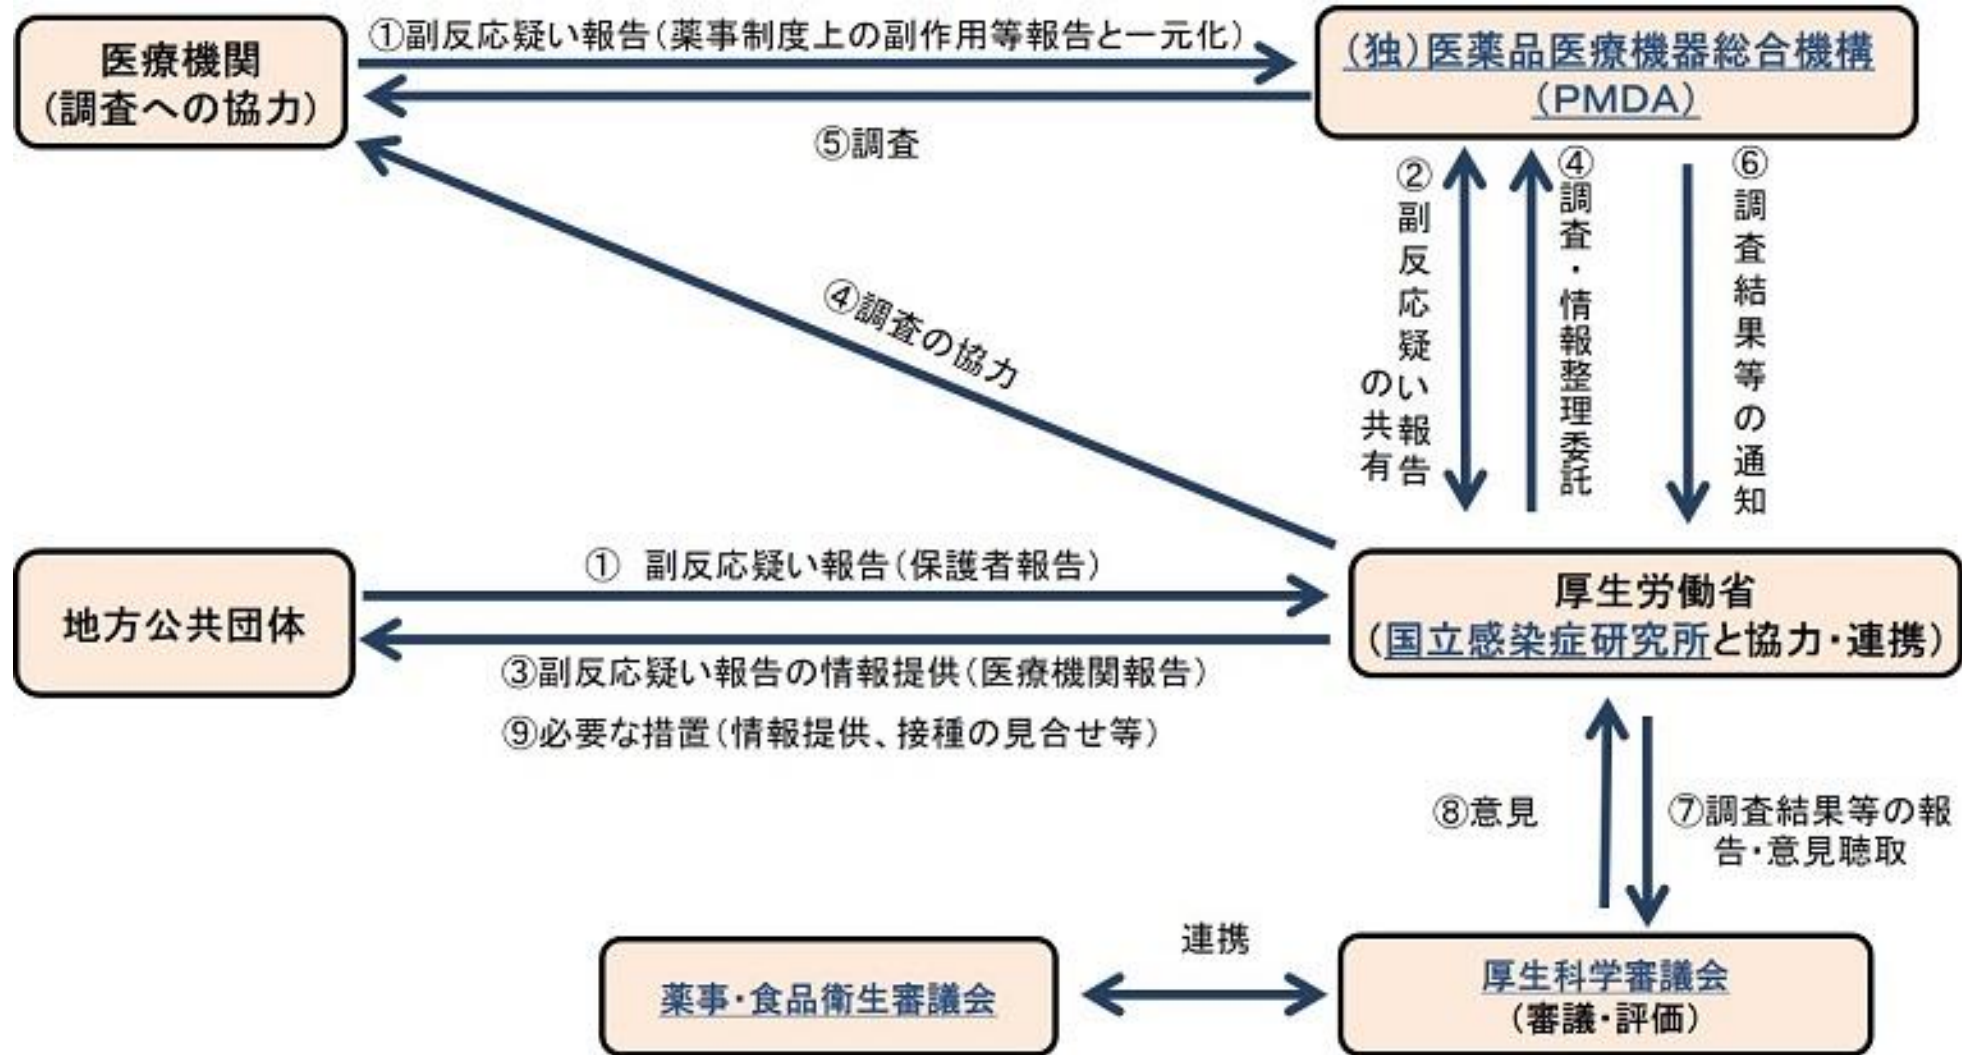 医療機関
(調査への協力)
①副反応疑い報告(薬事制度上の副作用等報告と一元化)
(独)医薬品医療機器総合機構
(PMDA)
⑤調査
②副反応疑い報告
の共有
④調査・情報整理委託
⑥調査結果等の通知
④調査の協力
地方公共団体
① 副反応疑い報告(保護者報告)
厚生労働省
(国立感染症研究所と協力・連携)
③副反応疑い報告の情報提供(医療機関報告)
⑨必要な措置(情報提供、接種の見合せ等)
⑧意見
⑦調査結果等の報
告・意見聴取
連携
薬事・食品衛生審議会
厚生科学審議会
(審議・評価)